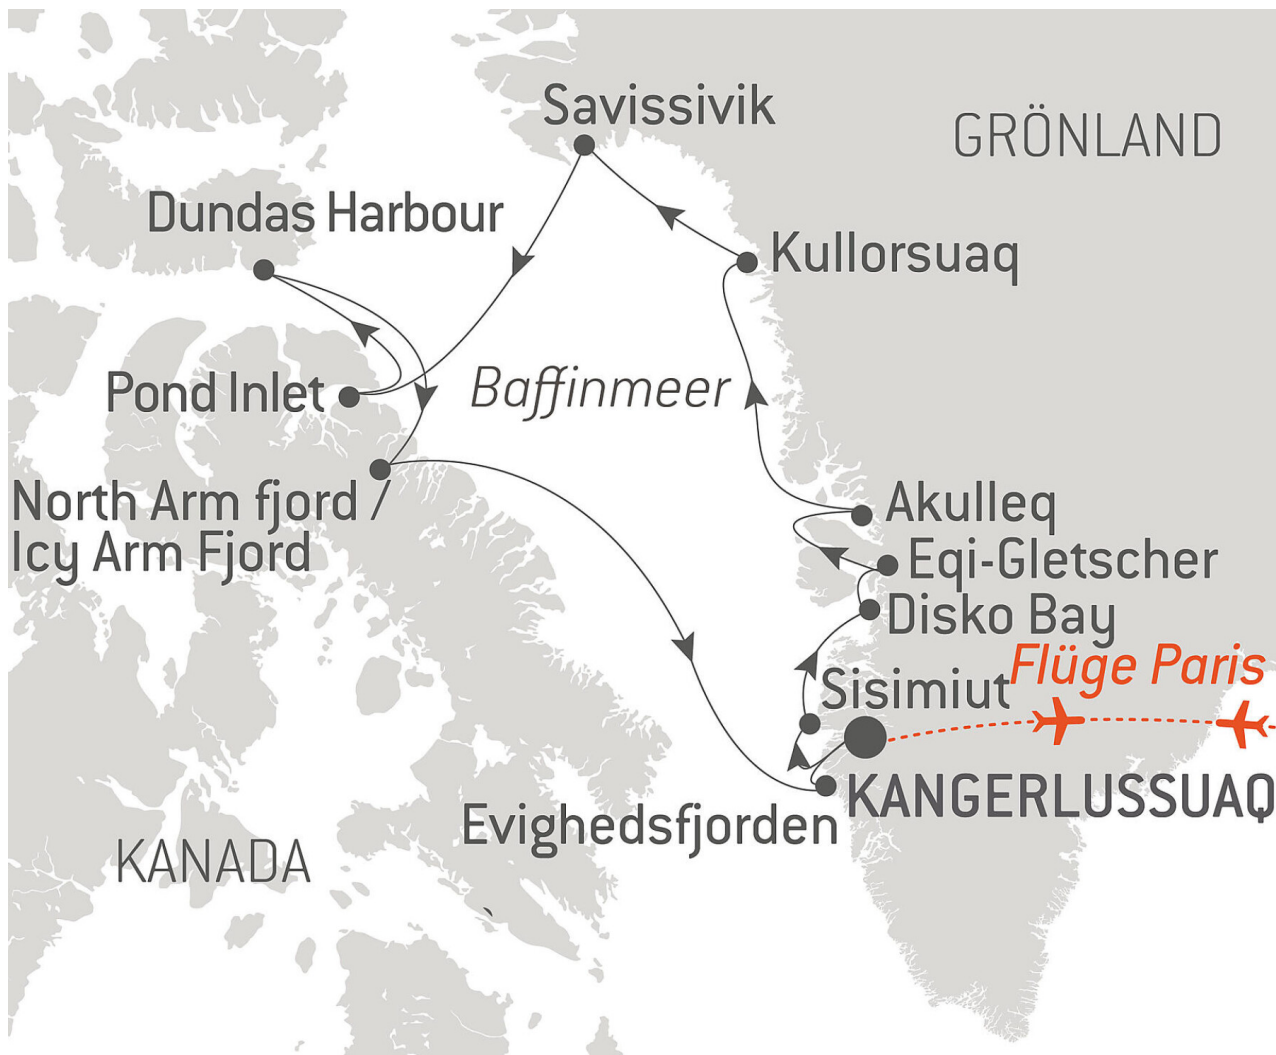 Savissivik
GRÖNLAND
Dundas Harbour
Kullorsuaq
Pond Inlet
Baffinmeer
North Arm fjord /
Icy Arm Fjord
Akulleq
Eqi-Gletscher
Disko Bay
Flüge Paris
Sisimiut
KANGERLUSSUAQ
Evighedsfjorden
KANADA